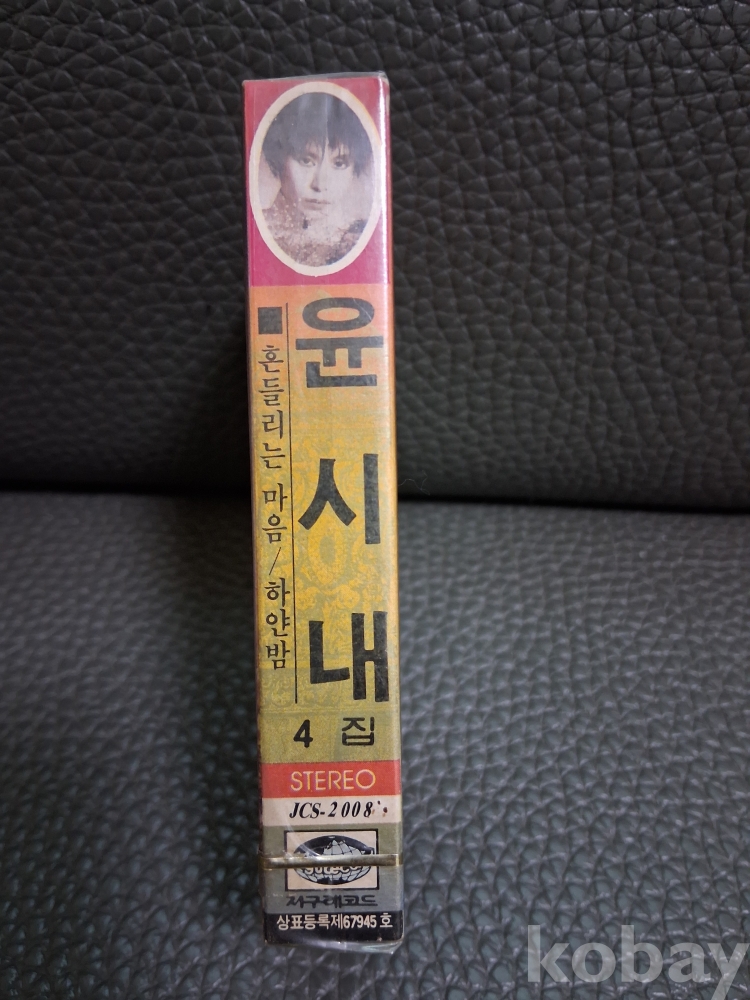 윤시내
■ 흔들리는 마음 / 하얀밤
4 집
STEREO
JCS-2008
지구레코드
상표등록제67945호
kobay